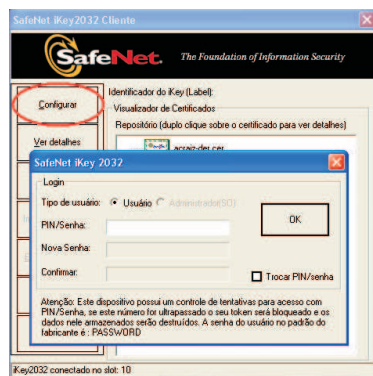 SafeNet iKey2032 Cliente
SafeNet. The Foundation of Information Security
Configurar
Ver detalhes
Identificador do iKey (Label):
Visualizador de Certificados
Repositório (duplo clique sobre o certificado para ver detalhes)
acraiz-der.cer
SafeNet iKey 2032
Login
Tipo de usuário: Usuário Administrador(SO)
PIN/Senha:
OK
Nova Senha:
Confirmar:
Trocar PIN/senha
Atenção: Este dispositivo possui um controle de tentativas para acesso com
PIN/Senha, se este número for ultrapassado o seu token será bloqueado e os
dados nele armazenados serão destruídos. A senha do usuário no padrão do
fabricante é : PASSWORD
iKey2032 conectado no slot: 10